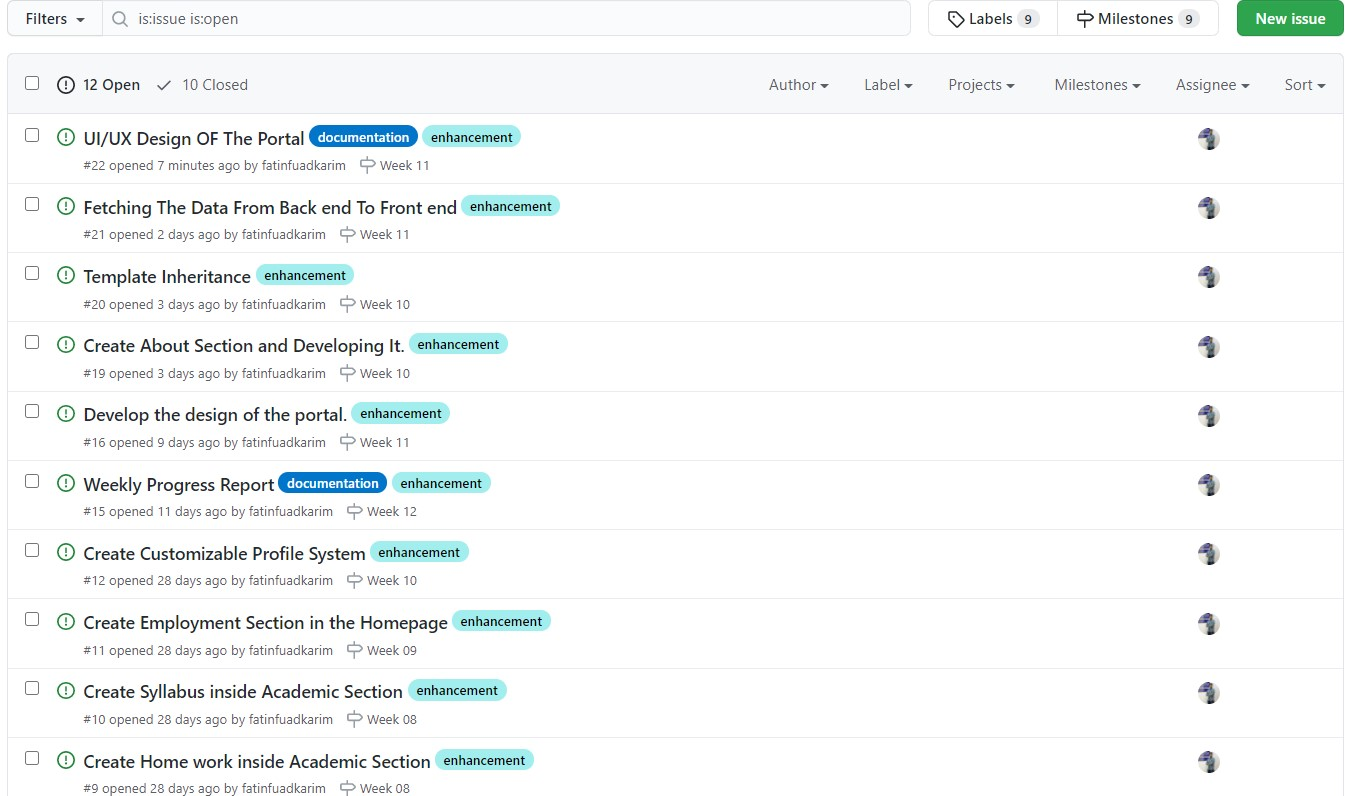 Filters is:issue is:open Labels 9 Milestones 9 New issue
12 Open 10 Closed Author Label Projects Milestones Assignee Sort
UI/UX Design OF The Portal documentation enhancement
#22 opened 7 minutes ago by fatinfuadkarim Week 11
Fetching The Data From Back end To Front end enhancement
#21 opened 2 days ago by fatinfuadkarim Week 11
Template Inheritance enhancement
#20 opened 3 days ago by fatinfuadkarim Week 10
Create About Section and Developing It. enhancement
#19 opened 3 days ago by fatinfuadkarim Week 10
Develop the design of the portal. enhancement
#16 opened 9 days ago by fatinfuadkarim Week 11
Weekly Progress Report documentation enhancement
#15 opened 11 days ago by fatinfuadkarim Week 12
Create Customizable Profile System enhancement
#12 opened 28 days ago by fatinfuadkarim Week 10
Create Employment Section in the Homepage enhancement
#11 opened 28 days ago by fatinfuadkarim Week 09
Create Syllabus inside Academic Section enhancement
#10 opened 28 days ago by fatinfuadkarim Week 08
Create Home work inside Academic Section enhancement
#9 opened 28 days ago by fatinfuadkarim Week 08